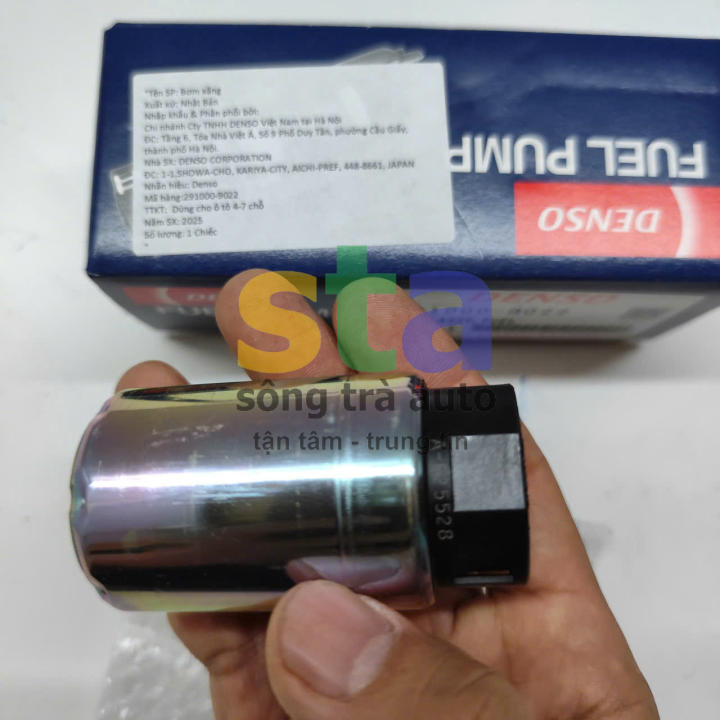 "Tên SP: Bơm xăng
Xuất xứ: Nhật Bản
Nhập khẩu & Phân phối bởi:
Chi nhánh Cty TNHH DENSO Việt Nam tại Hà Nội
ĐC: Tầng 6, Tòa Nhà Việt Á, Số 9 Phố Duy Tân, phường Cầu Giấy,
thành phố Hà Nội.
Nhà SX: DENSO CORPORATION
ĐC: 1-1,SHOWA-CHO, KARIYA-CITY, AICHI-PREF, 448-8661, JAPAN
Nhãn hiệu: Denso
Mã hàng:291000-9022
TTKT: Dùng cho ô tô 4-7 chỗ
Năm SX: 2025
Số lượng: 1 Chiếc
"
FUEL PUMP
DENSO
DENSO
sta
sông trà auto
tận tâm - trung
5528